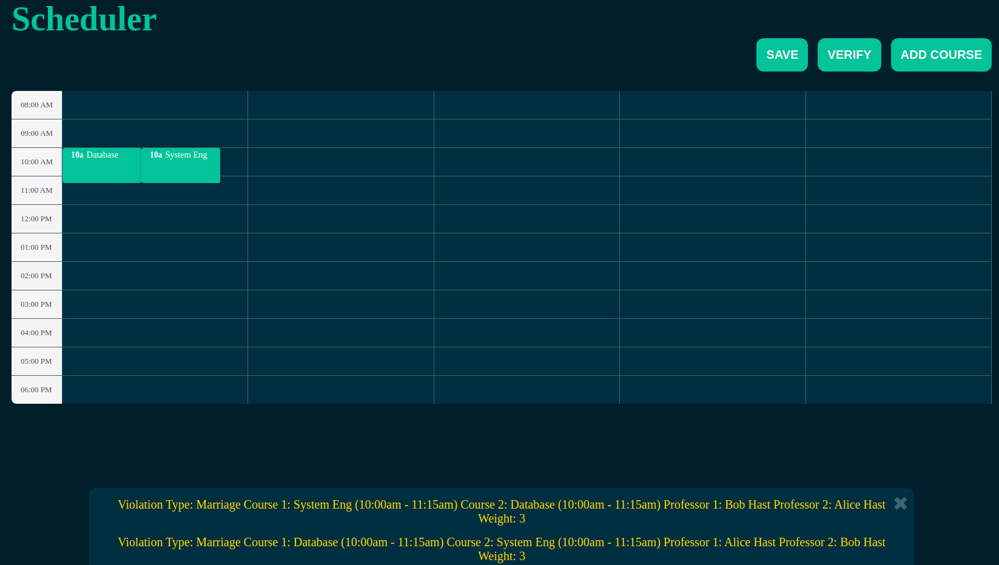 Scheduler
SAVE
VERIFY
ADD COURSE
08:00 AM
09:00 AM
10:00 AM
10a Database
10a System Eng
11:00 AM
12:00 PM
01:00 PM
02:00 PM
03:00 PM
04:00 PM
05:00 PM
06:00 PM
Violation Type: Marriage Course 1: System Eng (10:00am - 11:15am) Course 2: Database (10:00am - 11:15am) Professor 1: Bob Hast Professor 2: Alice Hast
Weight: 3
Violation Type: Marriage Course 1: Database (10:00am - 11:15am) Course 2: System Eng (10:00am - 11:15am) Professor 1: Alice Hast Professor 2: Bob Hast
Weight: 3